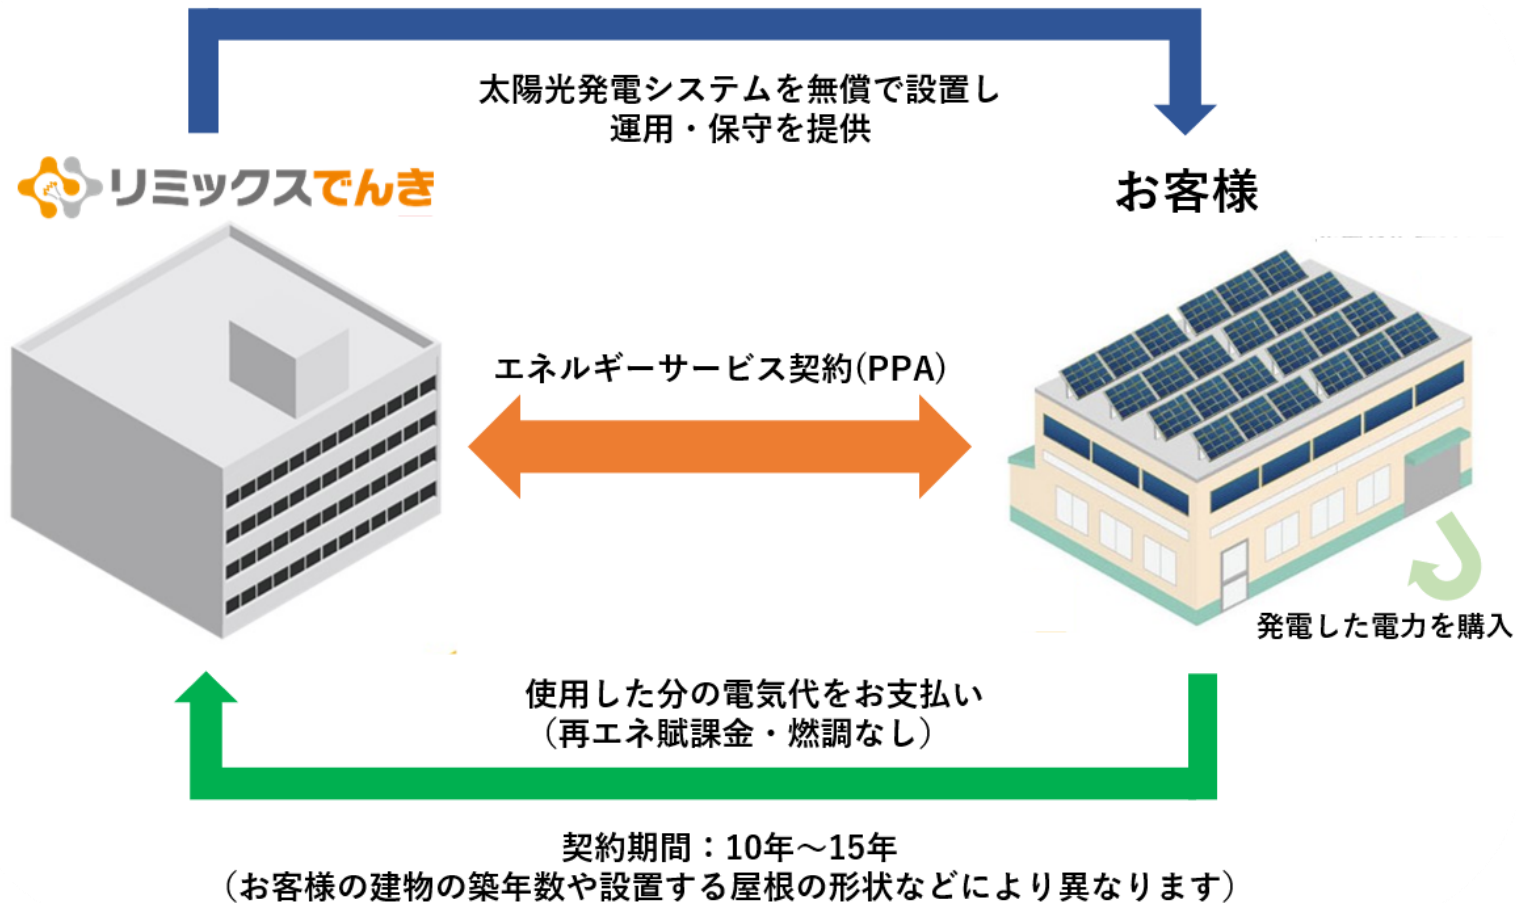 太陽光発電システムを無償で設置し
運用・保守を提供
リミックスでんき
お客様
エネルギーサービス契約(PPA)
発電した電力を購入
使用した分の電気代をお支払い
（再エネ賦課金・燃調なし）
契約期間：10年～15年
（お客様の建物の築年数や設置する屋根の形状などにより異なります）